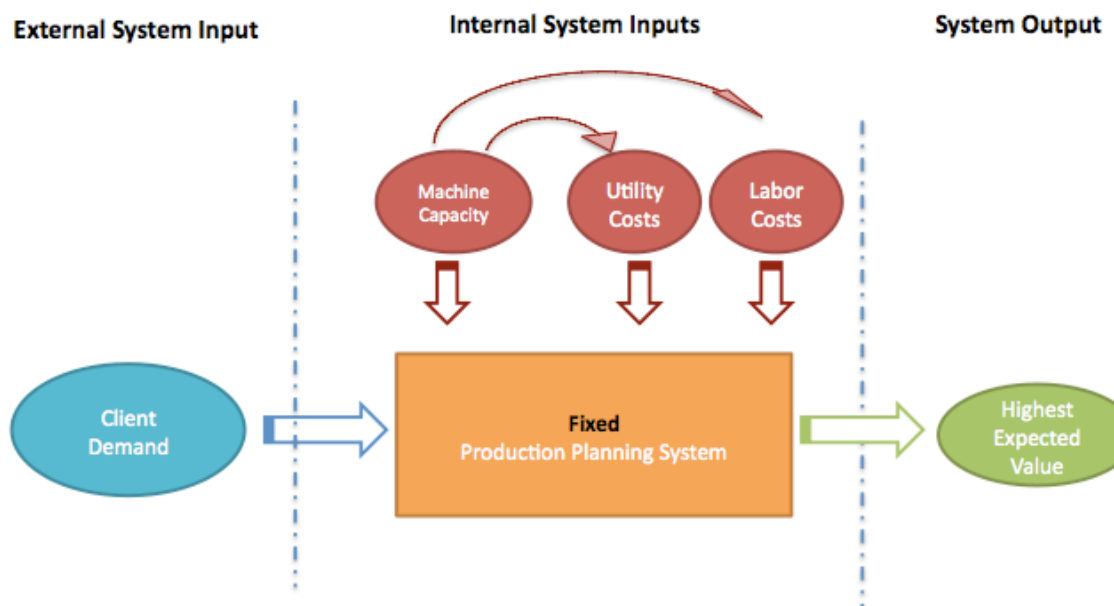 External System Input
Internal System Inputs
System Output
Machine
Capacity
Utility
Costs
Labor
Costs
Client
Demand
Fixed
Production Planning System
Highest
Expected
Value